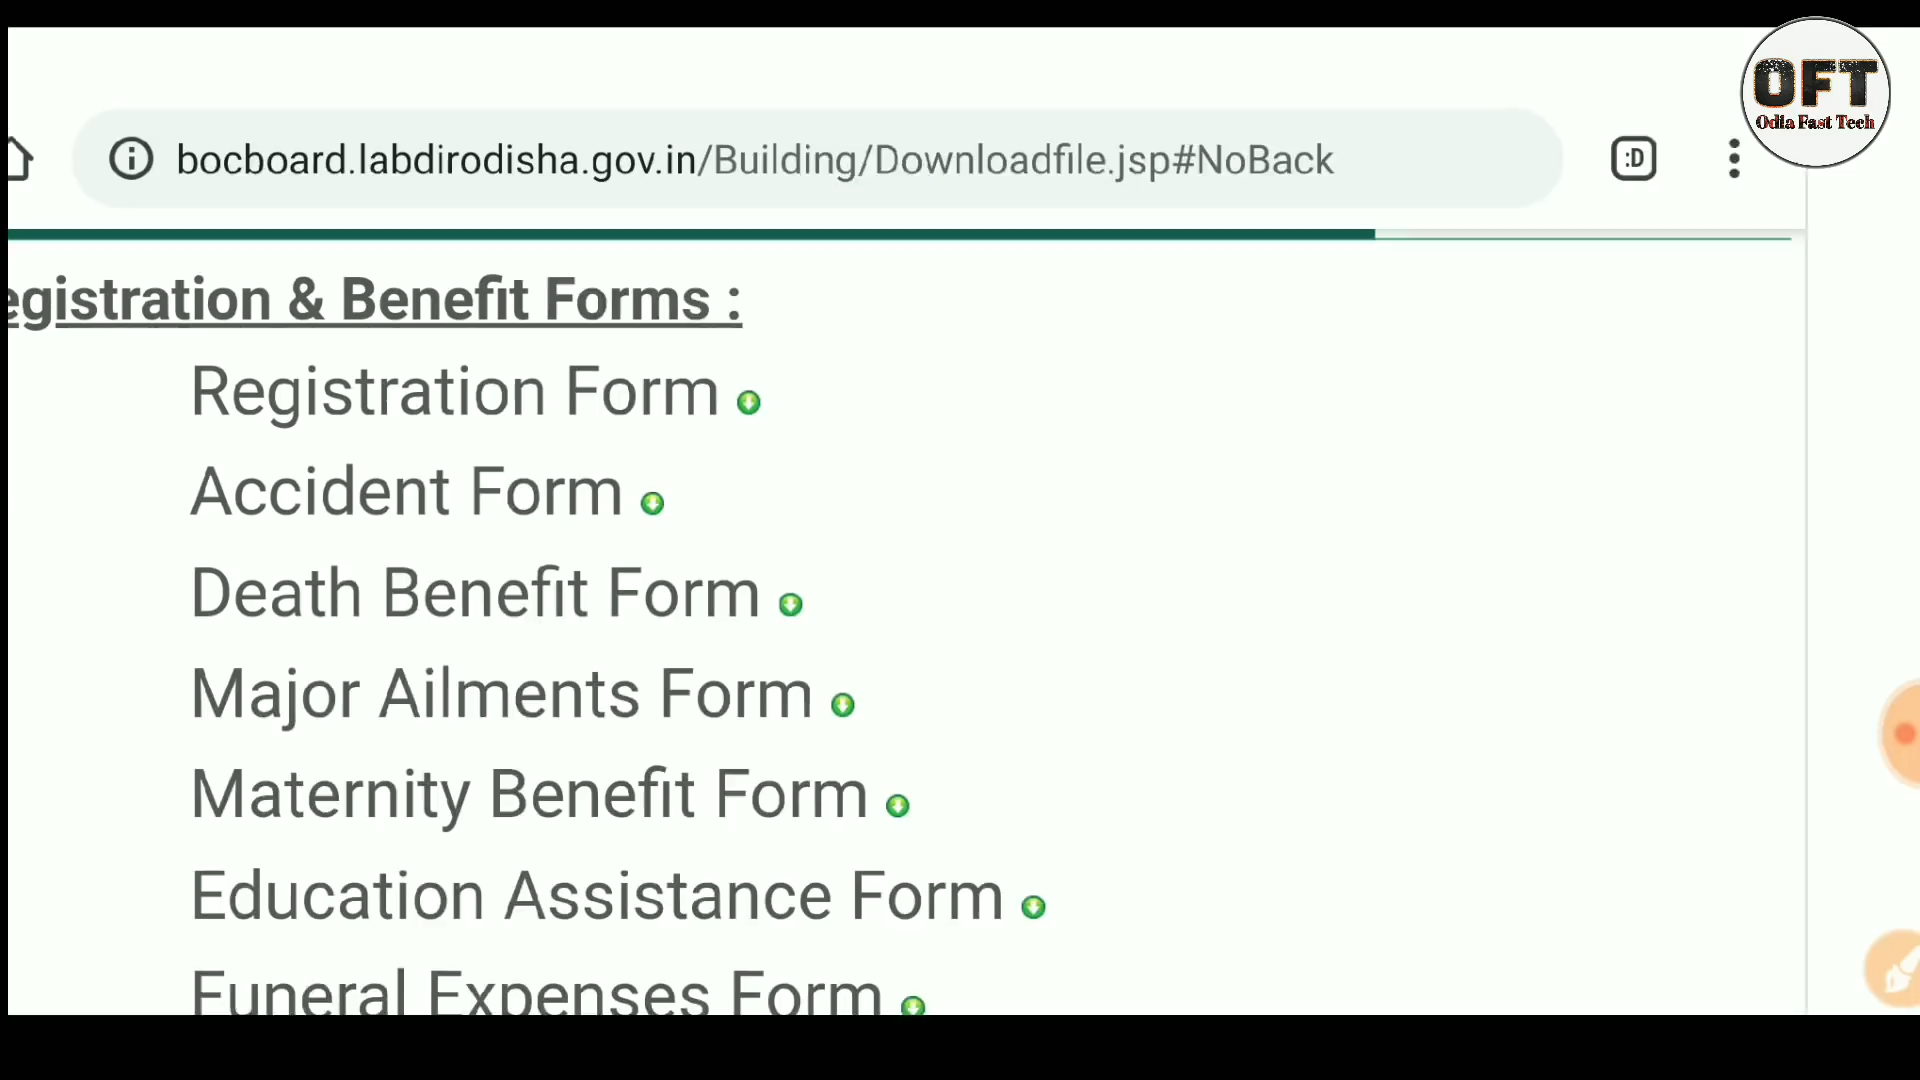 OFT
Odia Fast Tech
bocboard.labdirodisha.gov.in/Building/Downloadfile.jsp#NoBack
:D
egistration & Benefit Forms :
Registration Form
Accident Form
Death Benefit Form
Major Ailments Form
Maternity Benefit Form
Education Assistance Form
Funeral Expenses Form